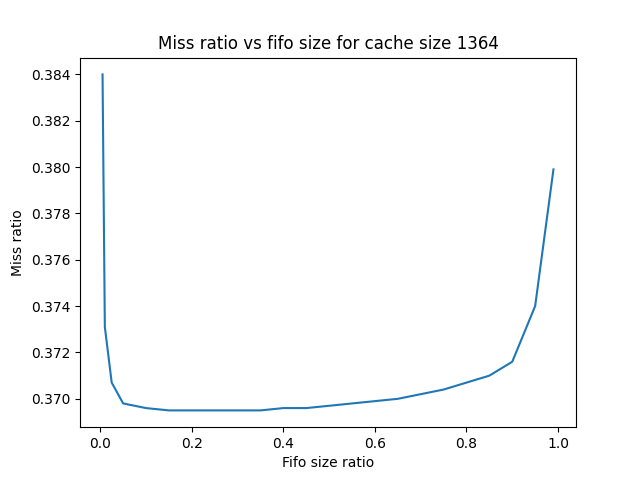 Miss ratio vs fifo size for cache size 1364
0.384
0.382
0.380
0.378
0.376
0.374
0.372
0.370
Miss ratio
0.0 0.2 0.4 0.6 0.8 1.0
Fifo size ratio